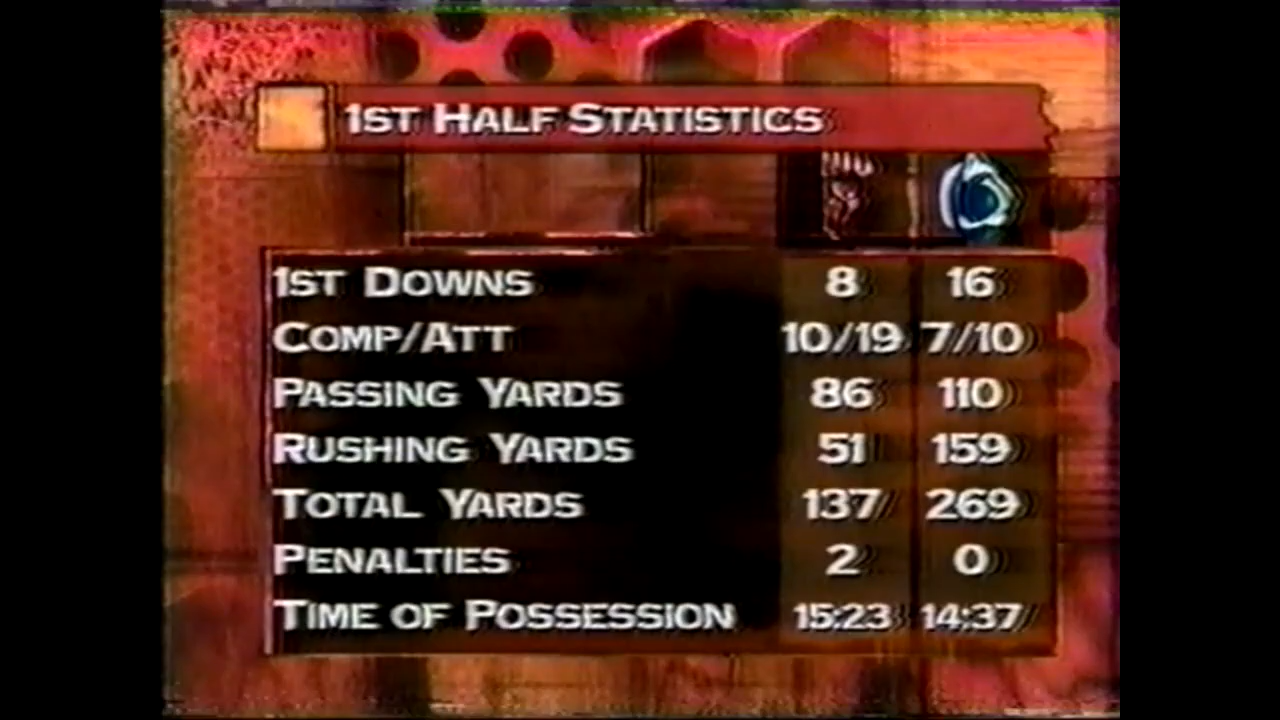 1ST HALF STATISTICS
1ST DOWNS 8 16
COMP/ATT 10/19 7/10
PASSING YARDS 86 110
RUSHING YARDS 51 159
TOTAL YARDS 137 269
PENALTIES 2 0
TIME OF POSSESSION 15:23 14:37